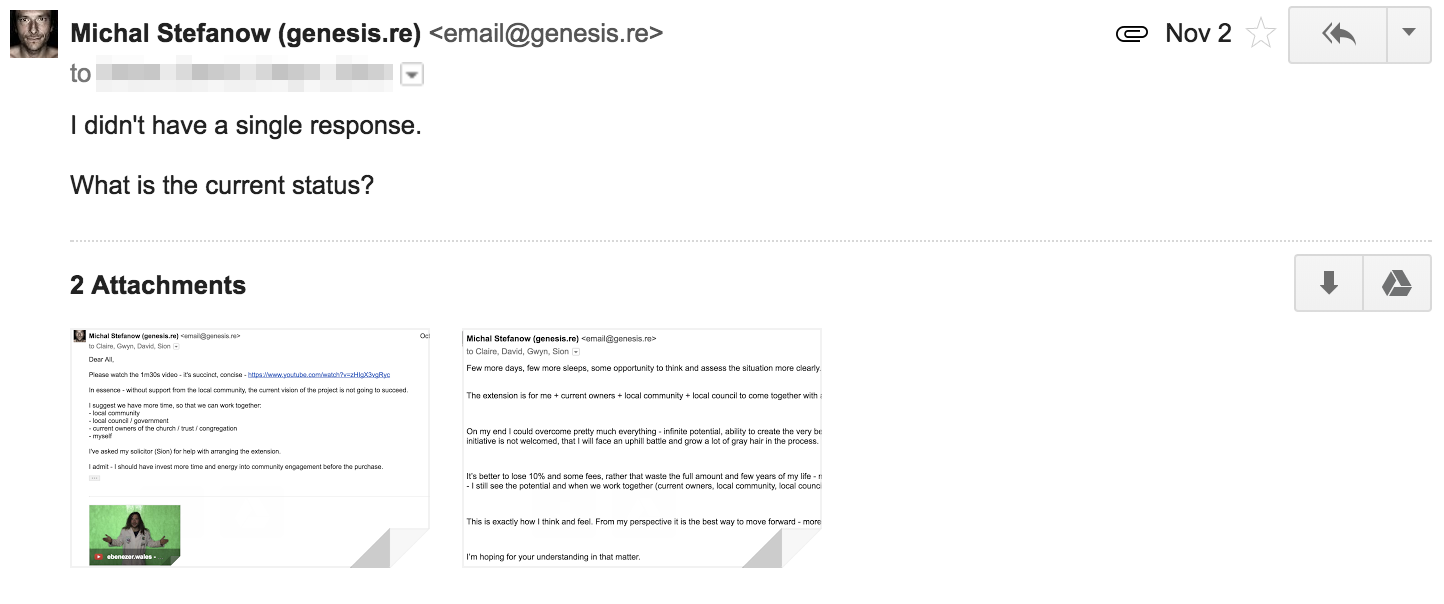 Michal Stefanow (genesis.re) <email@genesis.re>
Nov 2
to
I didn't have a single response.
What is the current status?
2 Attachments
Michal Stefanow (genesis.re) <email@genesis.re>
Oct
to Claire, Gwyn, David, Sion
Dear All,
Please watch the 1m30s video - it's succinct, concise - https://www.youtube.com/watch?v=zHIgX3vgRyc
In essence - without support from the local community, the current vision of the project is not going to succeed.
I suggest we have more time, so that we can work together:
- local community
- local council / government
- current owners of the church / trust / congregation
- myself
I've asked my solicitor (Sion) for help with arranging the extension.
I admit - I should have invest more time and energy into community engagement before the purchase.
ebenezer.wales -
Michal Stefanow (genesis.re) <email@genesis.re>
to Claire, David, Gwyn, Sion
Few more days, few more sleeps, some opportunity to think and assess the situation more clearly.
The extension is for me + current owners + local community + local council to come together with
On my end I could overcome pretty much everything - infinite potential, ability to create the very
initiative is not welcomed, that I will face an uphill battle and grow a lot of gray hair in the process.
It's better to lose 10% and some fees, rather that waste the full amount and few years of my life -
- I still see the potential and when we work together (current owners, local community, local
This is exactly how I think and feel. From my perspective it is the best way to move forward - more
I'm hoping for your understanding in that matter.